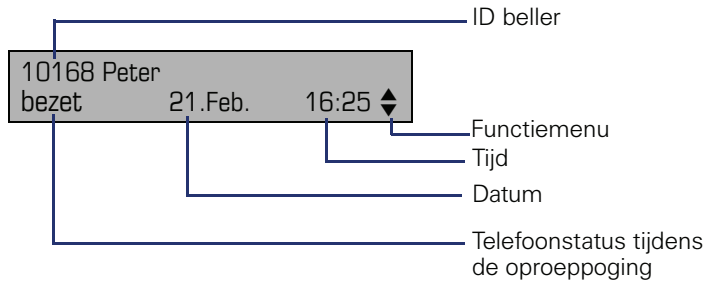 ID beller
10168 Peter
bezet 21.Feb. 16:25
Functiemenu
Tijd
Datum
Telefoonstatus tijdens
de oproeppoging